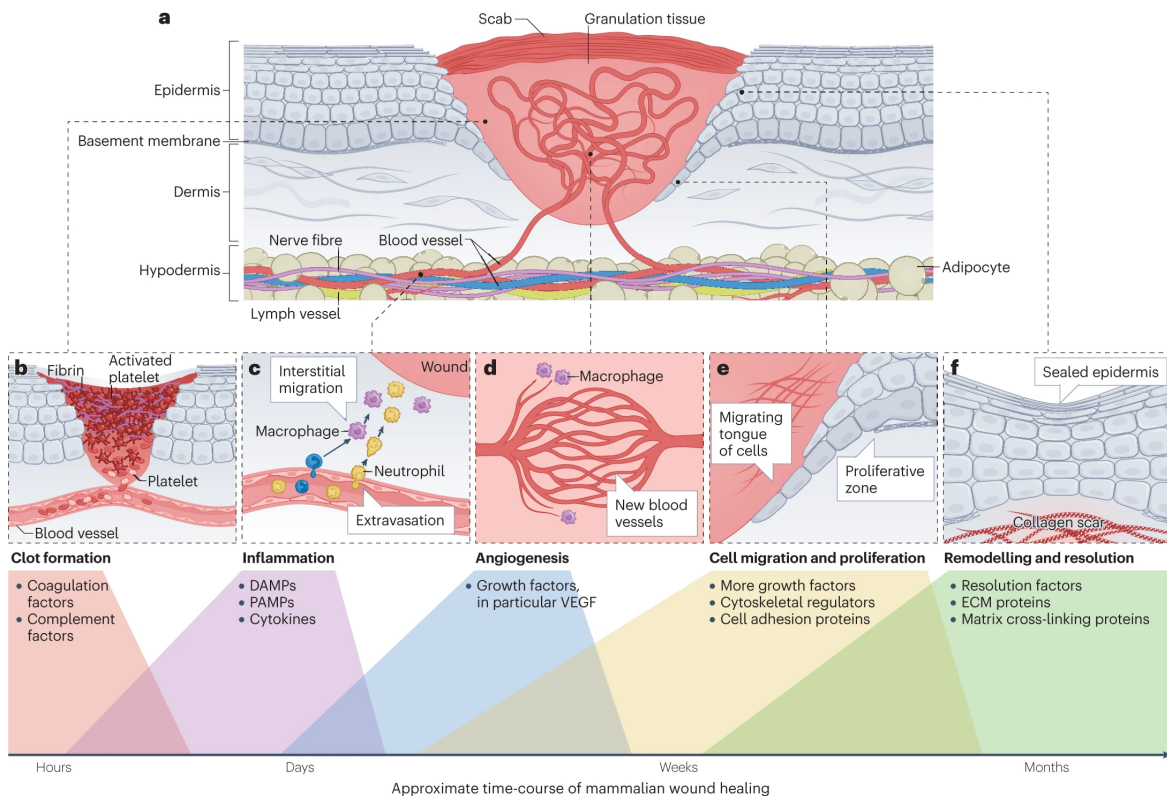 a
Scab
Granulation tissue
Epidermis
Basement membrane
Dermis
Nerve fibre
Blood vessel
Hypodermis
Adipocyte
Lymph vessel
b
Activated
platelet
Fibrin
Platelet
Blood vessel
c
Wound
Interstitial
migration
Macrophage
Neutrophil
Extravasation
d
Macrophage
New blood
vessels
e
Migrating
tongue
of cells
Proliferative
zone
f
Sealed epidermis
Collagen scar
Clot formation
• Coagulation
factors
• Complement
factors
Inflammation
• DAMPs
• PAMPs
• Cytokines
Angiogenesis
• Growth factors,
in particular VEGF
Cell migration and proliferation
• More growth factors
• Cytoskeletal regulators
• Cell adhesion proteins
Remodelling and resolution
• Resolution factors
• ECM proteins
• Matrix cross-linking proteins
Hours
Days
Weeks
Months
Approximate time-course of mammalian wound healing